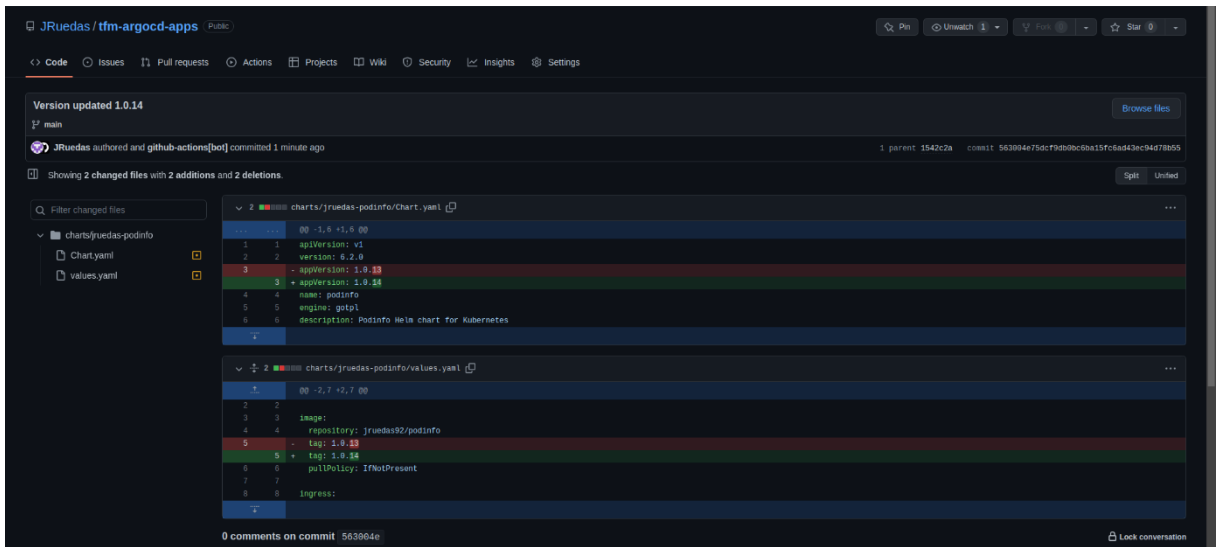 JRuedas / tfm-argocd-apps Public
Pin Unwatch 1 Fork 0 Star 0
<> Code Issues Pull requests Actions Projects Wiki Security Insights Settings
Version updated 1.0.14
Browse files
main
JRuedas authored and github-actions[bot] committed 1 minute ago
1 parent 1542c2a commit 563004e75dcf9db0bc6ba15fc6ad43ec94d78b55
Showing 2 changed files with 2 additions and 2 deletions.
Split Unified
Filter changed files
charts/jruedas-podinfo
Chart.yaml
values.yaml
2 charts/jruedas-podinfo/Chart.yaml
... ... @@ -1,6 +1,6 @@
1 1 apiVersion: v1
2 2 version: 6.2.0
3 - appVersion: 1.0.13
3 + appVersion: 1.0.14
4 4 name: podinfo
5 5 engine: gotpl
6 6 description: Podinfo Helm chart for Kubernetes
2 charts/jruedas-podinfo/values.yaml
@@ -2,7 +2,7 @@
2 2
3 3 image:
4 4 repository: jruedas92/podinfo
5 - tag: 1.0.13
5 + tag: 1.0.14
6 6 pullPolicy: IfNotPresent
7 7
8 8 ingress:
0 comments on commit 563004e
Lock conversation